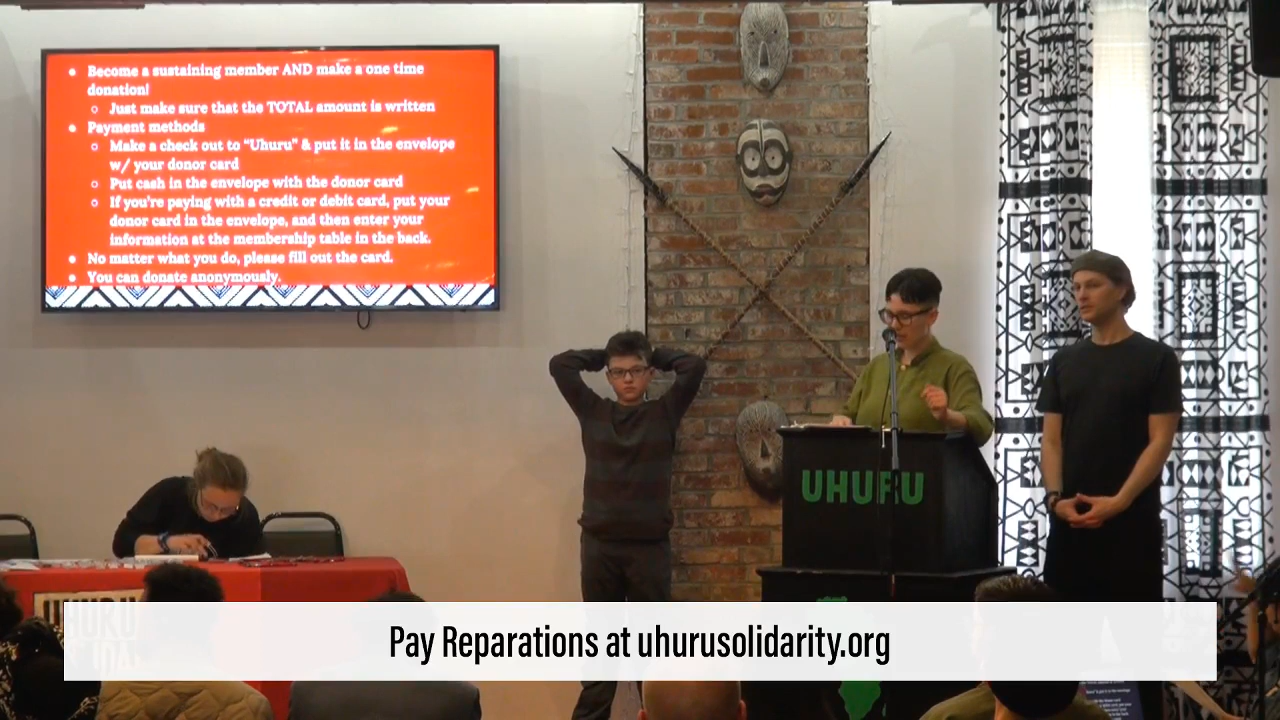 • Become a sustaining member AND make a one time
donation!
○ Just make sure that the TOTAL amount is written
• Payment methods
○ Make a check out to “Uhuru” & put it in the envelope
w/ your donor card
○ Put cash in the envelope with the donor card
○ If you're paying with a credit or debit card, put your
donor card in the envelope, and then enter your
information at the membership table in the back.
• No matter what you do, please fill out the card.
• You can donate anonymously.
UHURU
UHURU
Pay Reparations at uhurusolidarity.org